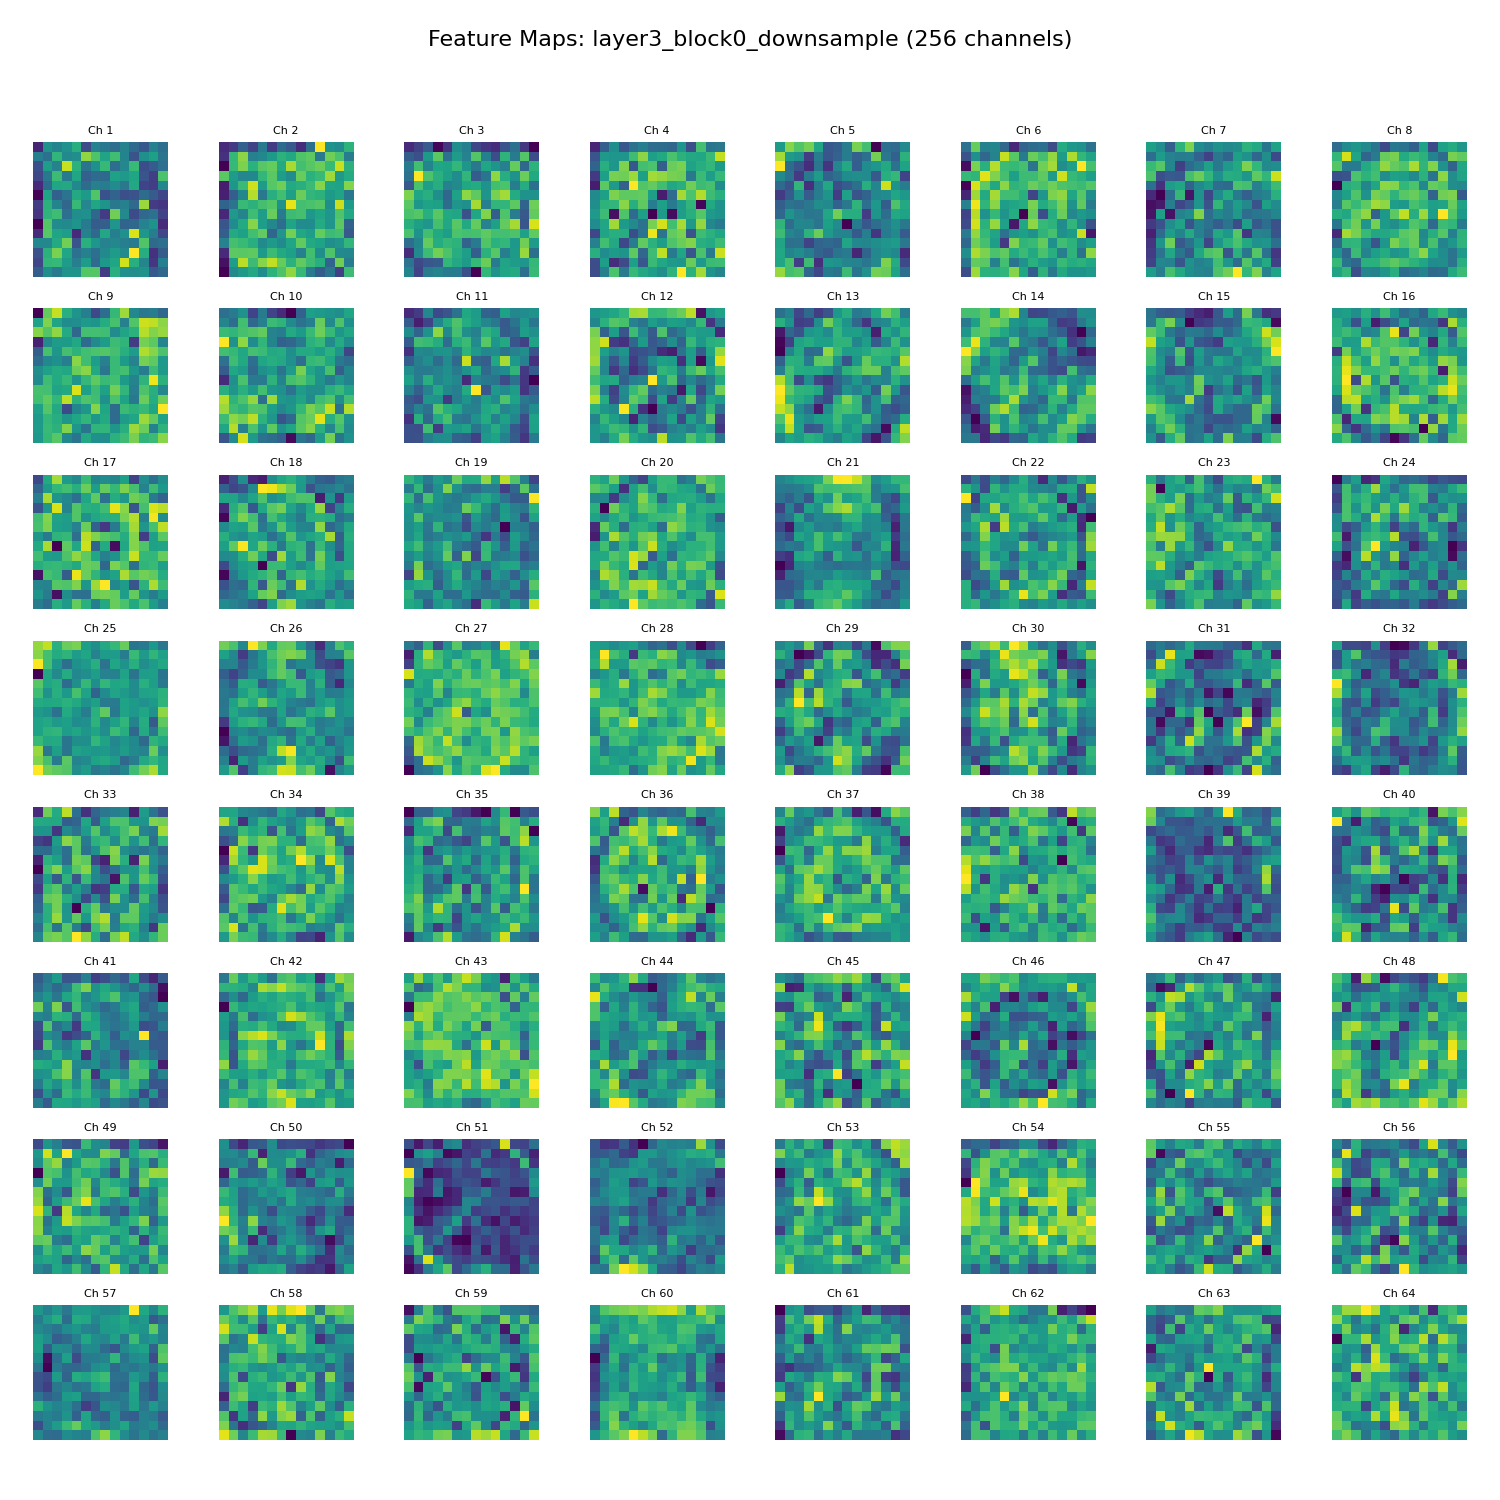 Feature Maps: layer3_block0_downsample (256 channels)
Ch 1 Ch 2 Ch 3 Ch 4 Ch 5 Ch 6 Ch 7 Ch 8
Ch 9 Ch 10 Ch 11 Ch 12 Ch 13 Ch 14 Ch 15 Ch 16
Ch 17 Ch 18 Ch 19 Ch 20 Ch 21 Ch 22 Ch 23 Ch 24
Ch 25 Ch 26 Ch 27 Ch 28 Ch 29 Ch 30 Ch 31 Ch 32
Ch 33 Ch 34 Ch 35 Ch 36 Ch 37 Ch 38 Ch 39 Ch 40
Ch 41 Ch 42 Ch 43 Ch 44 Ch 45 Ch 46 Ch 47 Ch 48
Ch 49 Ch 50 Ch 51 Ch 52 Ch 53 Ch 54 Ch 55 Ch 56
Ch 57 Ch 58 Ch 59 Ch 60 Ch 61 Ch 62 Ch 63 Ch 64